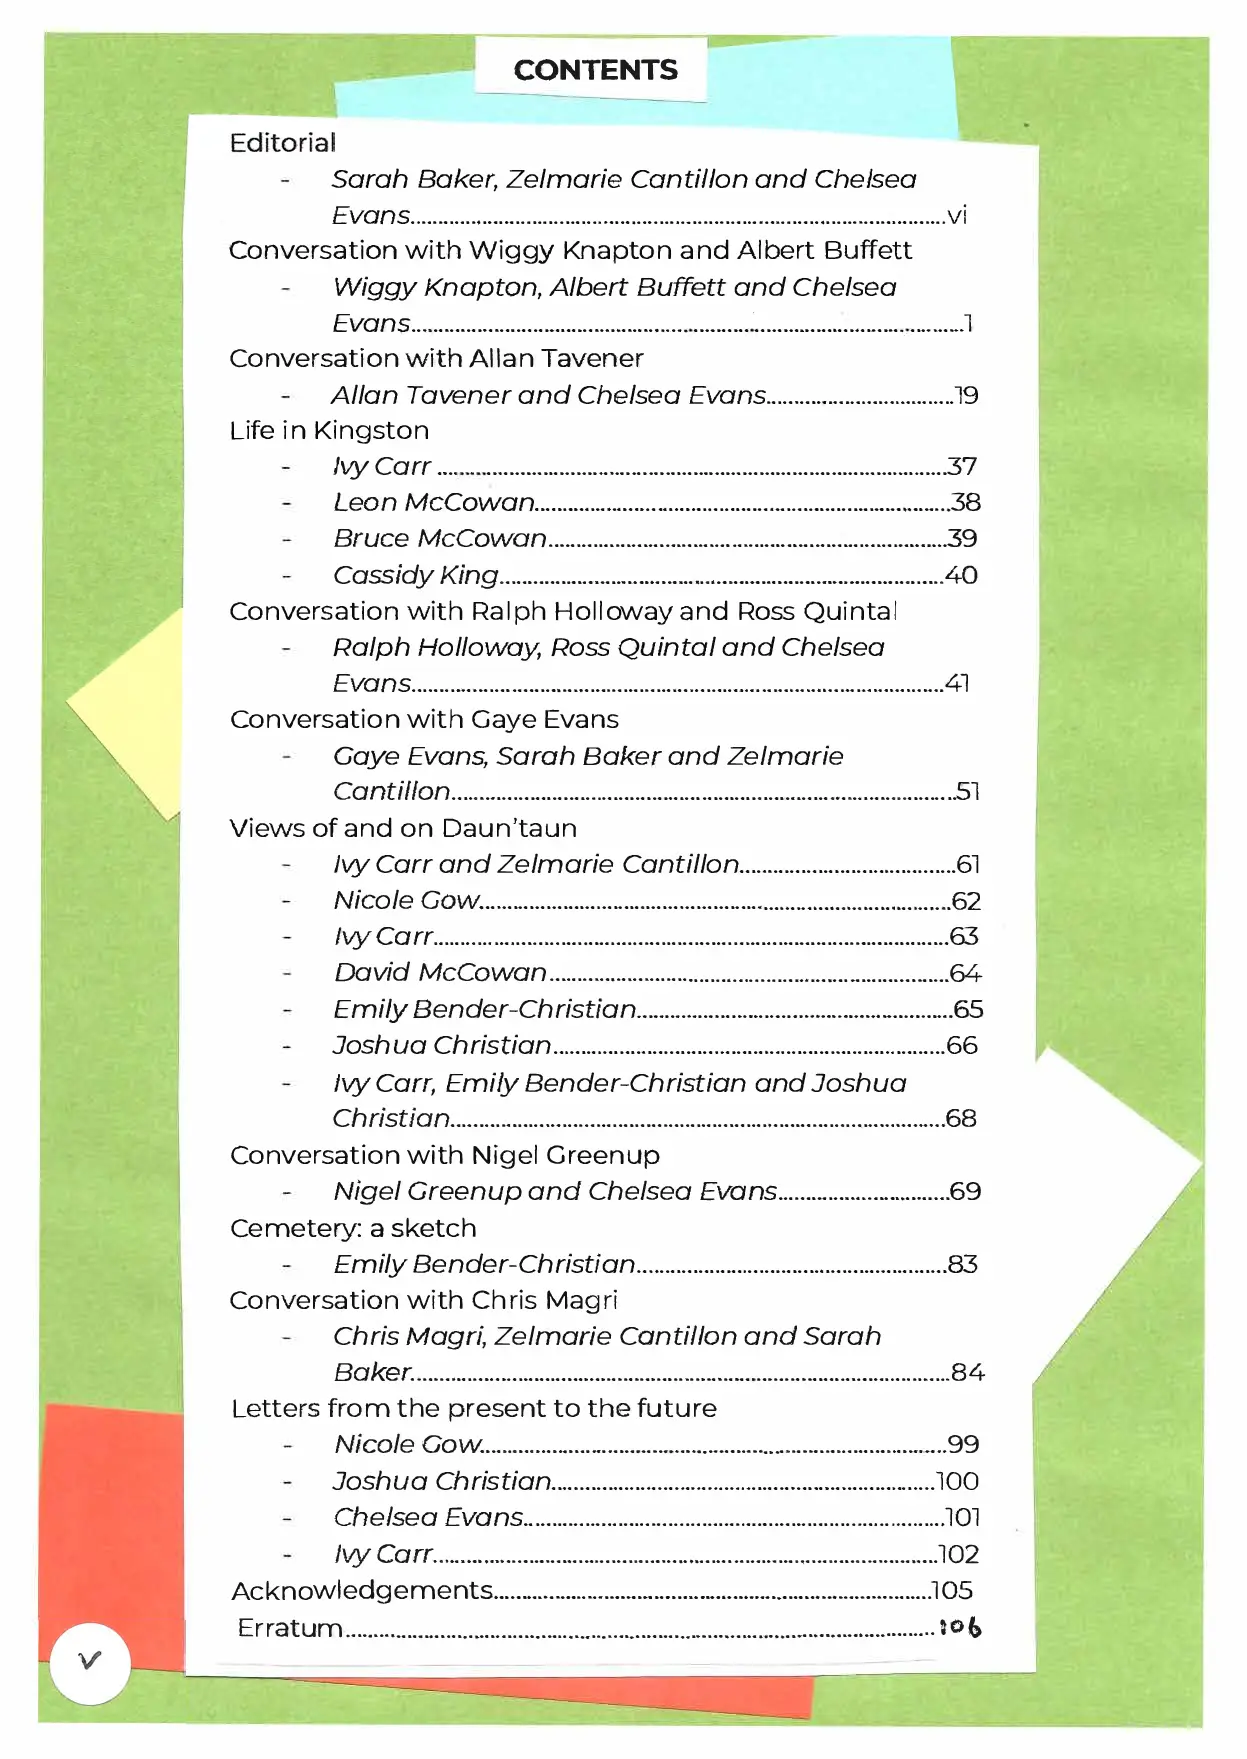 CONTENTS
Editorial
- Sarah Baker, Zelmarie Cantillon and Chelsea
Evans....................vi
Conversation with Wiggy Knapton and Albert Buffett
- Wiggy Knapton, Albert Buffett and Chelsea
Evans....................1
Conversation with Allan Tavener
- Allan Tavener and Chelsea Evans....................19
Life in Kingston
- Ivy Carr ....................37
- Leon McCowan....................38
- Bruce McCowan....................39
- Cassidy King....................40
Conversation with Ralph Holloway and Ross Quintal
- Ralph Holloway, Ross Quintal and Chelsea
Evans....................41
Conversation with Gaye Evans
- Gaye Evans, Sarah Baker and Zelmarie
Cantillon....................51
Views of and on Daun'taun
- Ivy Carr and Zelmarie Cantillon....................61
- Nicole Gow....................62
- Ivy Carr....................63
- David McCowan....................64
- Emily Bender-Christian....................65
- Joshua Christian....................66
- Ivy Carr, Emily Bender-Christian and Joshua
Christian....................68
Conversation with Nigel Greenup
- Nigel Greenup and Chelsea Evans....................69
Cemetery: a sketch
- Emily Bender-Christian....................83
Conversation with Chris Magri
- Chris Magri, Zelmarie Cantillon and Sarah
Baker....................84
Letters from the present to the future
- Nicole Gow....................99
- Joshua Christian....................100
- Chelsea Evans....................101
- Ivy Carr....................102
Acknowledgements....................105
Erratum....................106
v